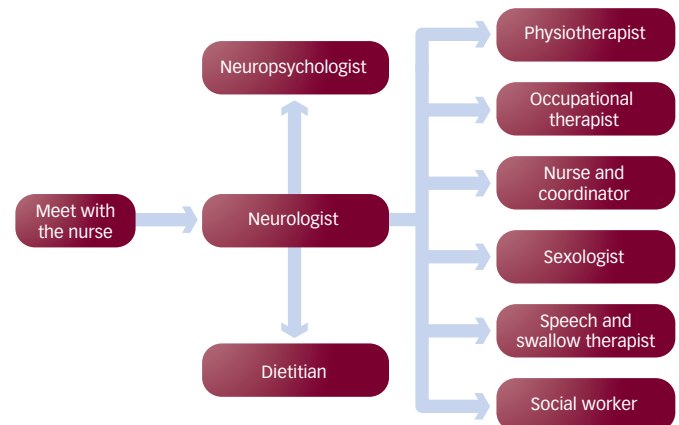 Meet with
the nurse
Neuropsychologist
Neurologist
Dietitian
Physiotherapist
Occupational
therapist
Nurse and
coordinator
Sexologist
Speech and
swallow therapist
Social worker